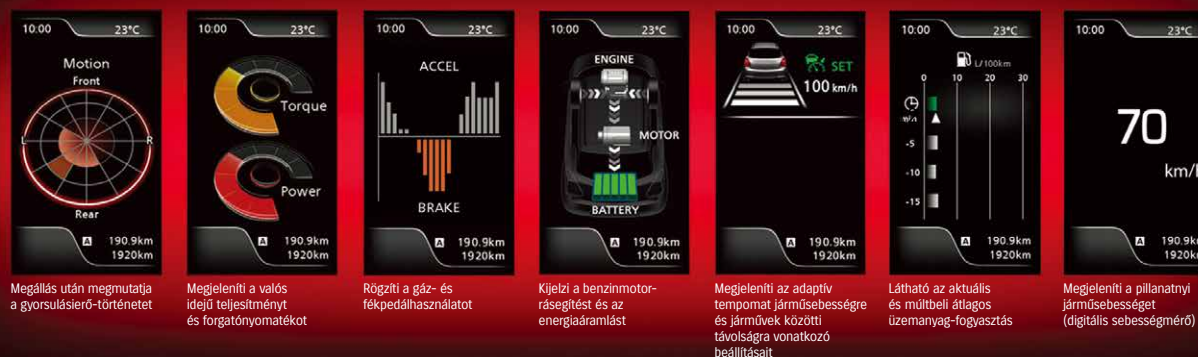 10:00 23°C
Motion
Front
L R
Rear
A 190.9km
1920km
Megállás után megmutatja
a gyorsulásierő-történetet
10:00 23°C
Torque
Power
A 190.9km
1920km
Megjeleníti a valós
idejű teljesítményt
és forgatónyomatékot
10:00 23°C
ACCEL
BRAKE
A 190.9km
1920km
Rögzíti a gáz- és
fékpedálhasználatot
10:00 23°C
ENGINE
MOTOR
BATTERY
A 190.9km
1920km
Kijelzi a benzinmotor-
rásegítést és az
energiaáramlást
10:00 23°C
SET
100 km/h
A 190.9km
1920km
Megjeleníti az adaptív
tempomat járműsebességre
és járművek közötti
távolságra vonatkozó
beállításait
10:00 23°C
L/100km
0 10 20 30
-5
-10
-15
A 190.9km
1920km
Látható az aktuális
és múltbeli átlagos
üzemanyag-fogyasztás
10:00 23°C
70
km/h
A 190.9km
1920km
Megjeleníti a pillanatnyi
járműsebességet
(digitális sebességmérő)